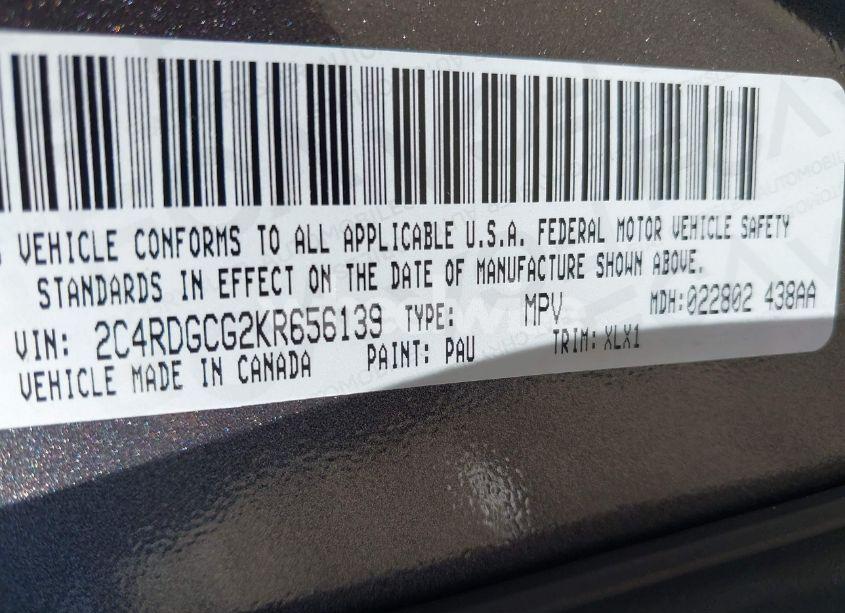 VEHICLE CONFORMS TO ALL APPLICABLE U.S.A. FEDERAL MOTOR VEHICLE SAFETY
STANDARDS IN EFFECT ON THE DATE OF MANUFACTURE SHOWN ABOVE.
VIN: 2C4RDGCG2KR656139 TYPE: MPV MDH:022802 438AA
VEHICLE MADE IN CANADA PAINT: PAU TRIM: XLX1